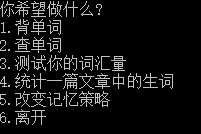 你希望做什么?
1.背单词
2.查单词
3.测试你的词汇量
4.统计一篇文章中的生词
5.改变记忆策略
6.离开